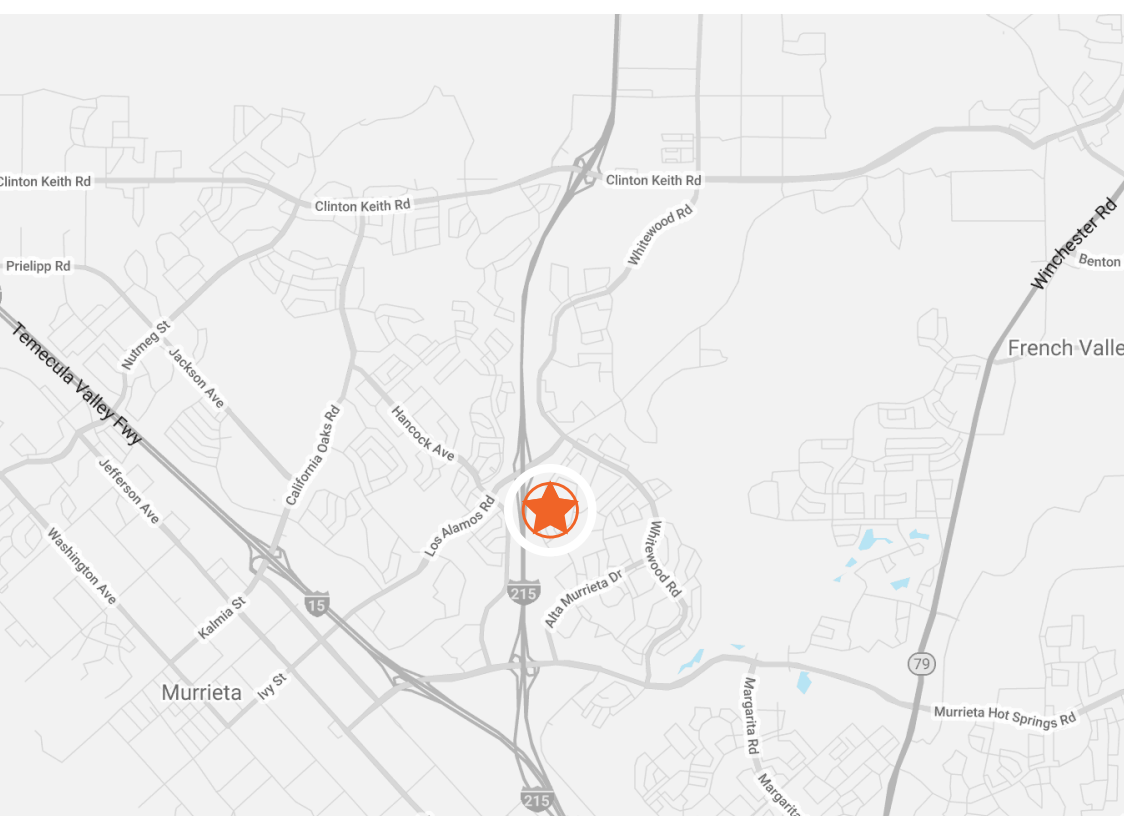 Clinton Keith Rd
Clinton Keith Rd
Clinton Keith Rd
Whitewood Rd
Winchester Rd
Prielipp Rd
Benton
Nutmeg St
Jackson Ave
French Valle
Temecula Valley Fwy
California Oaks Rd
Hancock Ave
Jefferson Ave
Los Alamos Rd
Washington Ave
Whitewood Rd
Alta Murrieta Dr
215
15
Kalmia St
79
Murrieta
Ivy St
Margarita Rd
Murrieta Hot Springs Rd
Margarita
215